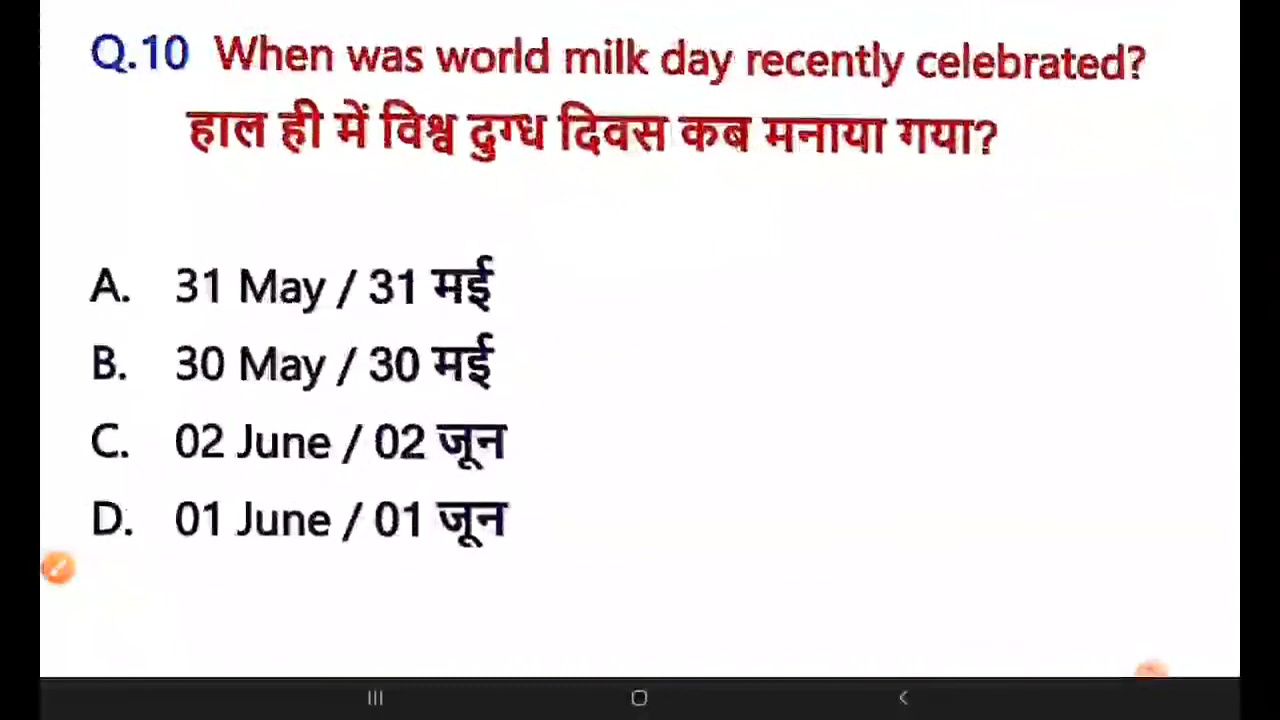 Q.10 When was world milk day recently celebrated?
हाल ही में विश्व दुग्ध दिवस कब मनाया गया?
A. 31 May / 31 मई
B. 30 May / 30 मई
C. 02 June / 02 जून
D. 01 June / 01 जून